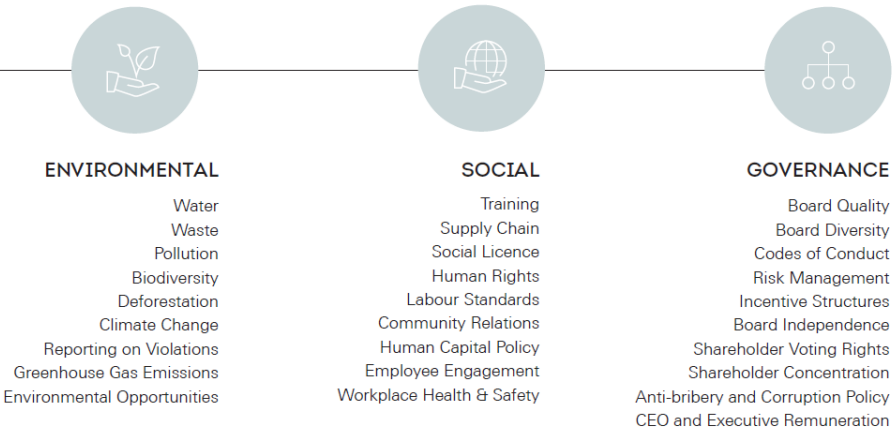 ENVIRONMENTAL
Water
Waste
Pollution
Biodiversity
Deforestation
Climate Change
Reporting on Violations
Greenhouse Gas Emissions
Environmental Opportunities
SOCIAL
Training
Supply Chain
Social Licence
Human Rights
Labour Standards
Community Relations
Human Capital Policy
Employee Engagement
Workplace Health & Safety
GOVERNANCE
Board Quality
Board Diversity
Codes of Conduct
Risk Management
Incentive Structures
Board Independence
Shareholder Voting Rights
Shareholder Concentration
Anti-bribery and Corruption Policy
CEO and Executive Remuneration